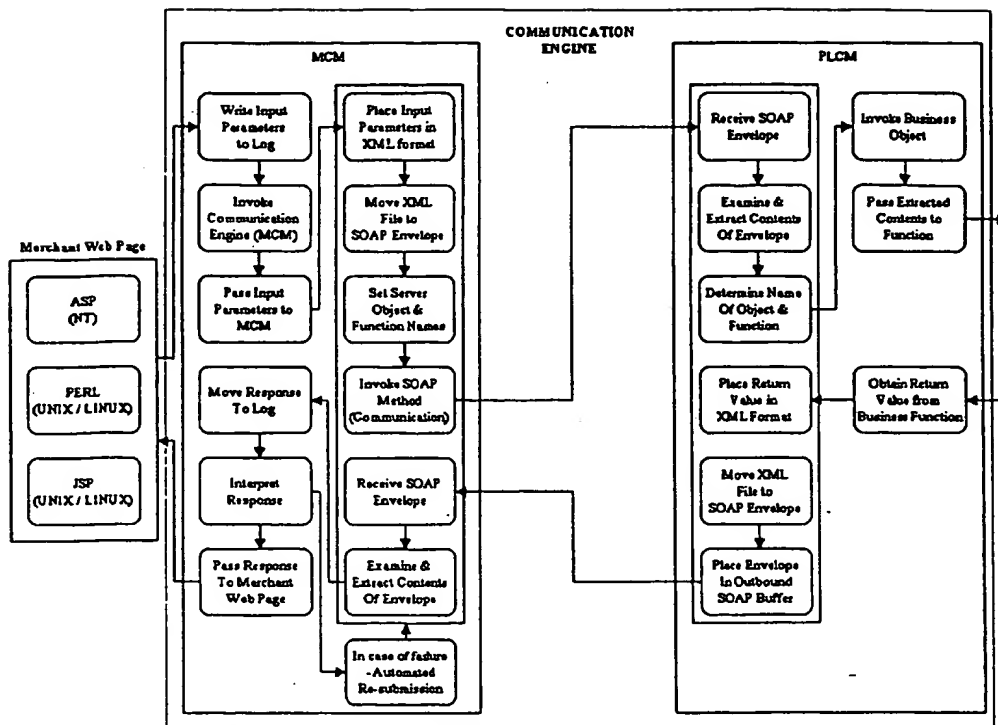 COMMUNICATION
ENGINE
MCM
PLCM
Write Input
Parameters
to Log
Invoke
Communication
Engine (MCM)
Pass Input
Parameters to
MCM
Move Response
To Log
Interpret
Response
Pass Response
To Merchant
Web Page
Place Input
Parameters in
XML format
Move XML
File to
SOAP Envelope
Set Server
Object &
Function Names
Invoke SOAP
Method
(Communication)
Receive SOAP
Envelope
Examine &
Extract Contents
Of Envelope
In case of failure
-Automated
Re-submission
Receive SOAP
Envelope
Examine &
Extract Contents
Of Envelope
Determine Name
Of Object &
Function
Place Return
Value in
XML Format
Move XML
File to
SOAP Envelope
Place Envelope
In Outbound
SOAP Buffer
Invoke Business
Object
Pass Extracted
Contents to
Function
Obtain Return
Value from
Business Function
Merchant Web Page
ASP
(NT)
PERL
(UNIX / LINUX)
JSP
(UNIX / LINUX)